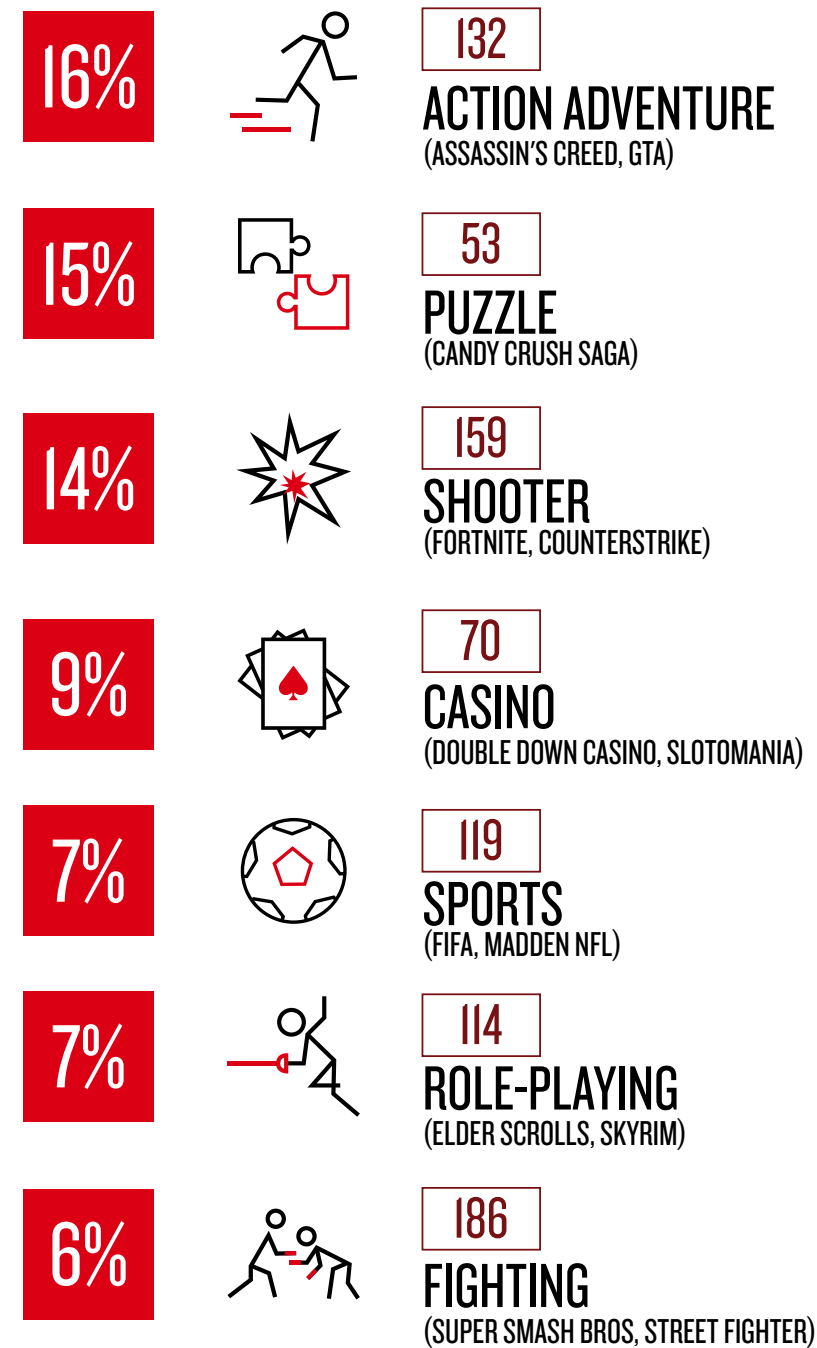 16%
132
ACTION ADVENTURE
(ASSASSIN'S CREED, GTA)
15%
53
PUZZLE
(CANDY CRUSH SAGA)
14%
159
SHOOTER
(FORTNITE, COUNTERSTRIKE)
9%
70
CASINO
(DOUBLE DOWN CASINO, SLOTOMANIA)
7%
119
SPORTS
(FIFA, MADDEN NFL)
7%
114
ROLE-PLAYING
(ELDER SCROLLS, SKYRIM)
6%
186
FIGHTING
(SUPER SMASH BROS, STREET FIGHTER)